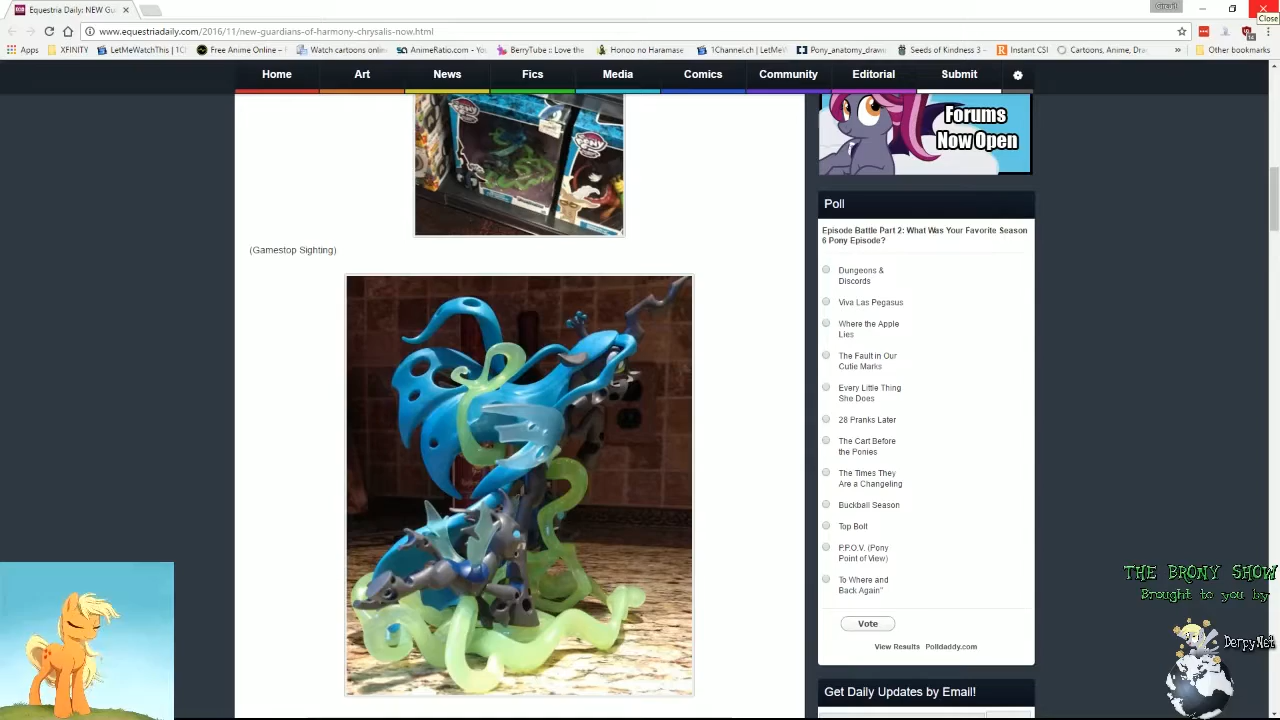 Equestria Daily: NEW Gu
Close
www.equestriadaily.com/2016/11/new-guardians-of-harmony-chrysalis-now.html
Apps XFINITY LetMeWatchThis | 1C Free Anime Online - Watch cartoons online AnimeRatio.com - Yo BerryTube :: Love the Honoo no Haramase 1Channel.ch | LetMe Pony_anatomy_draw Seeds of Kindness 3 Instant CSI Cartoons, Anime, Dra Other bookmarks
Home Art News Fics Media Comics Community Editorial Submit
Forums
Now Open
PONY
PONY
(Gamestop Sighting)
Poll
Episode Battle Part 2: What Was Your Favorite Season
6 Pony Episode?
Dungeons &
Discords
Viva Las Pegasus
Where the Apple
Lies
The Fault in Our
Cutie Marks
Every Little Thing
She Does
28 Pranks Later
The Cart Before
the Ponies
The Times They
Are a Changeling
Buckball Season
Top Bolt
P.P.O.V. (Pony
Point of View)
To Where and
Back Again"
Vote
View Results Polldaddy.com
Get Daily Updates by Email!
THE BRONY SHOW
Brought to you by
Derpy.Net